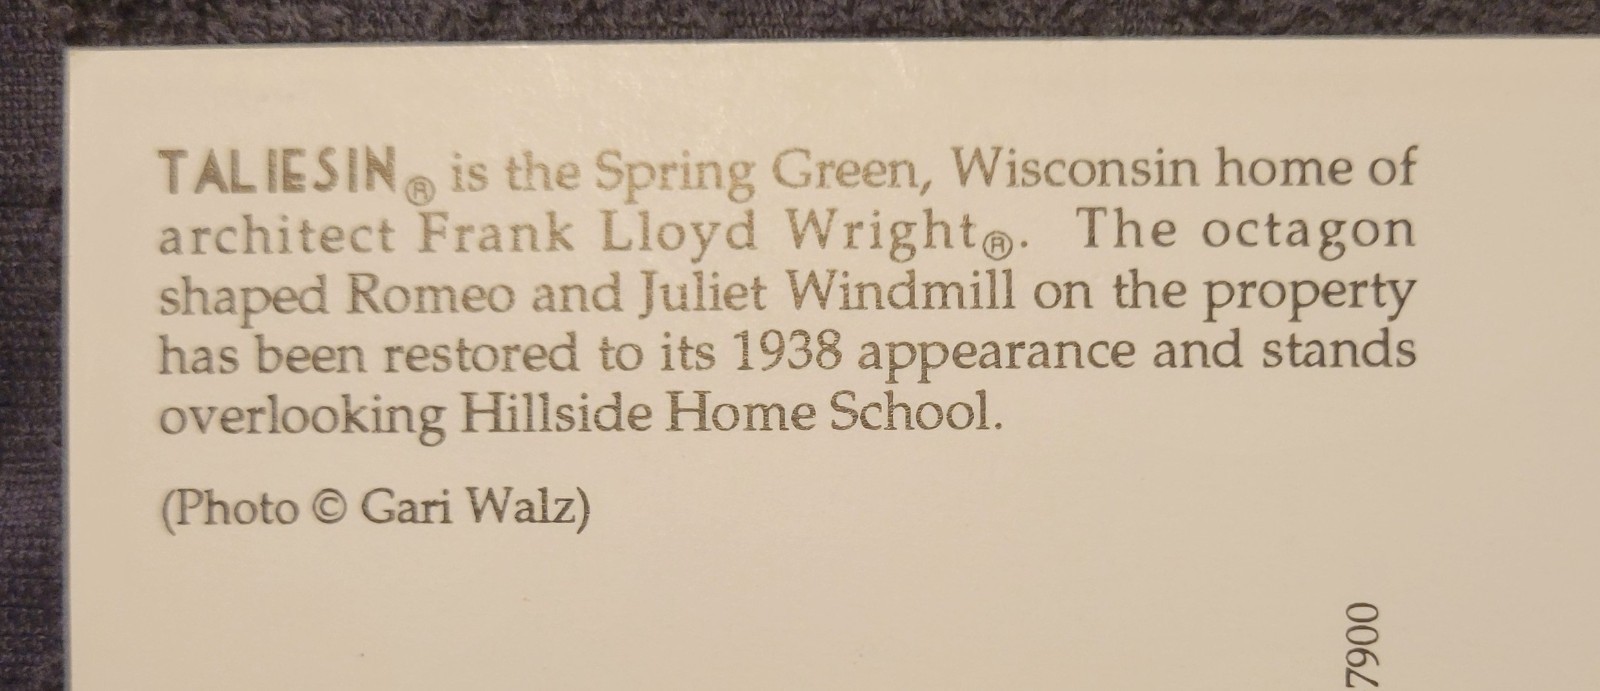 TALIESIN® is the Spring Green, Wisconsin home of
architect Frank Lloyd Wright®. The octagon
shaped Romeo and Juliet Windmill on the property
has been restored to its 1938 appearance and stands
overlooking Hillside Home School.
(Photo © Gari Walz)
7900